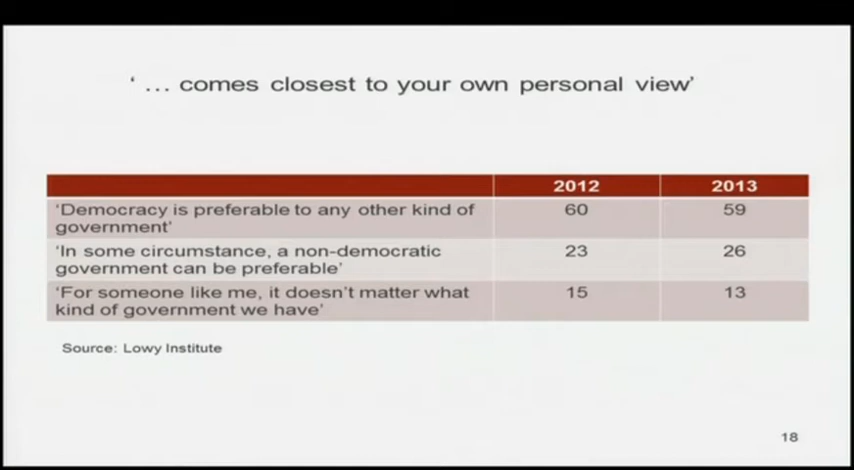 ‘ … comes closest to your own personal view’
2012 2013
‘Democracy is preferable to any other kind of
government’ 60 59
‘In some circumstance, a non-democratic
government can be preferable’ 23 26
‘For someone like me, it doesn’t matter what
kind of government we have’ 15 13
Source: Lowy Institute
18